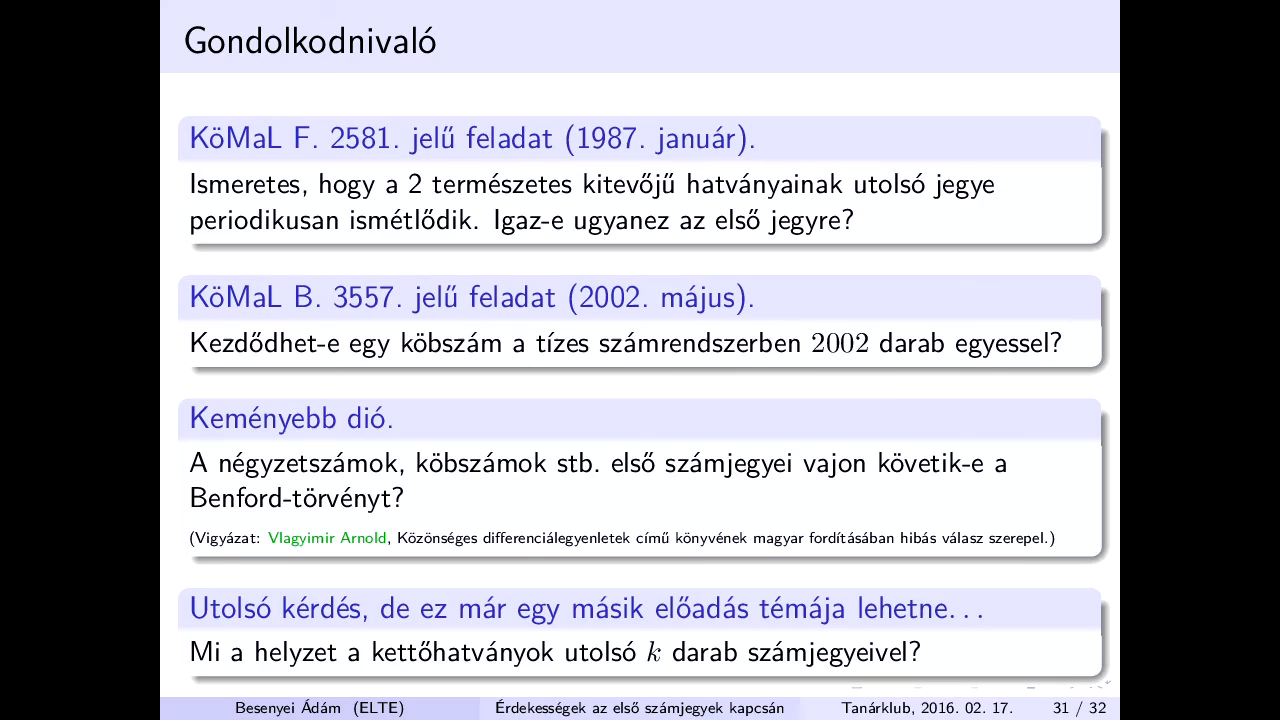 Gondolkodnivaló
KöMaL F. 2581. jelű feladat (1987. január).
Ismeretes, hogy a 2 természetes kitevőjű hatványainak utolsó jegye
periodikusan ismétlődik. Igaz-e ugyanez az első jegyre?
KöMaL B. 3557. jelű feladat (2002. május).
Kezdődhet-e egy köbszám a tízes számrendszerben 2002 darab egyessel?
Keményebb dió.
A négyzetszámok, köbszámok stb. első számjegyei vajon követik-e a
Benford-törvényt?
(Vigyázat: Vlagyimir Arnold, Közönséges differenciálegyenletek című könyvének magyar fordításában hibás válasz szerepel.)
Utolsó kérdés, de ez már egy másik előadás témája lehetne...
Mi a helyzet a kettőhatványok utolsó k darab számjegyeivel?
Besenyei Ádám (ELTE) Érdekességek az első számjegyek kapcsán Tanárklub, 2016. 02. 17. 31 / 32